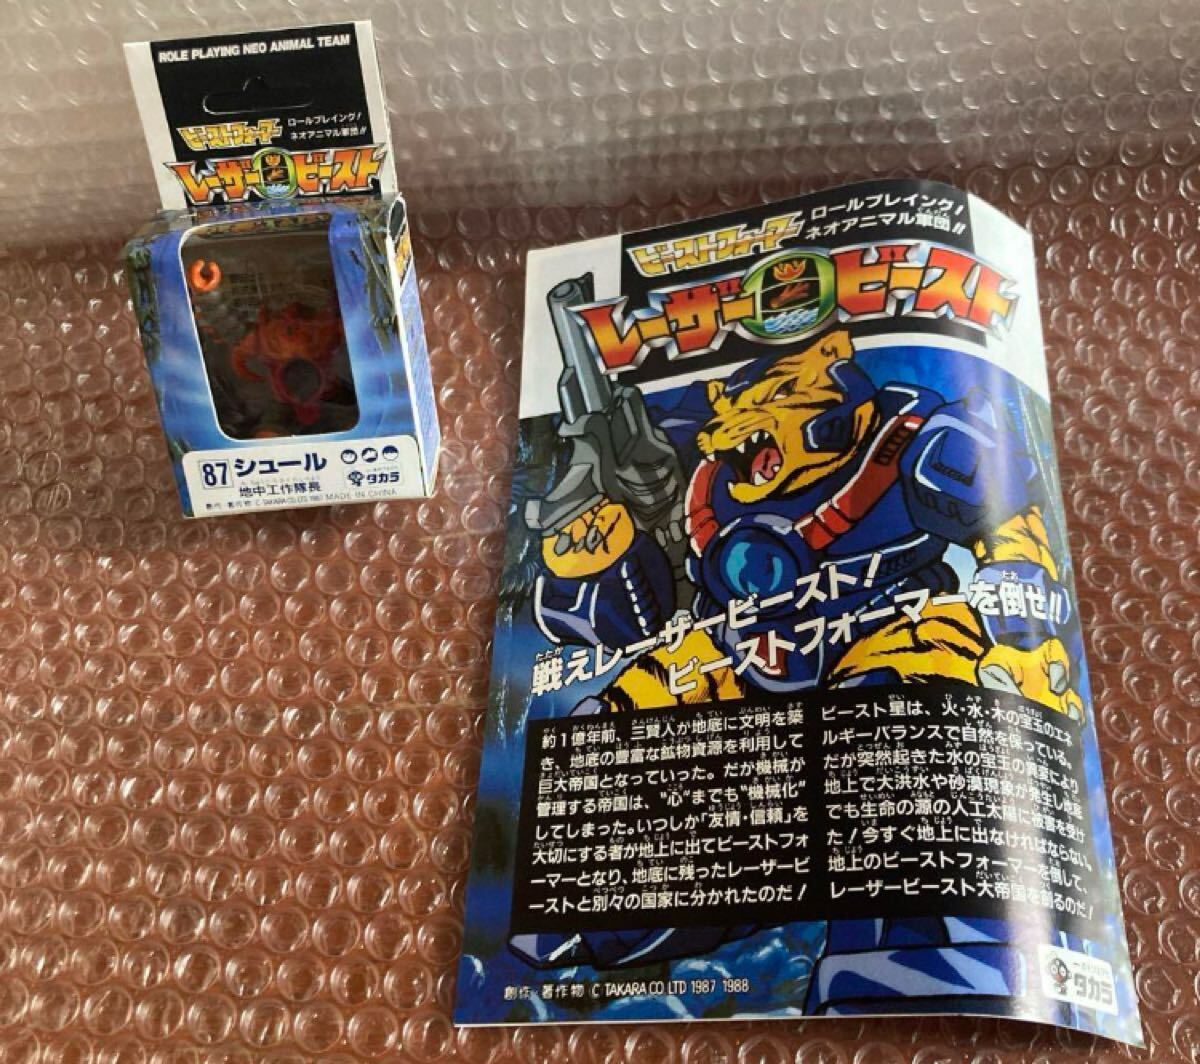 ROLE PLAYING NEO ANIMAL TEAM
ビーストフォーマー
ロールプレイング!
ネオアニマル軍団!!
レーザービースト
87 シュール
地中工作隊長
タカラ
創作・著作物 C TAKARA CO.LTD 1987 MADE IN CHINA
ビーストフォーマー
ロールプレイング!
ネオアニマル軍団!!
レーザービースト
戦えレーザービースト!
ビーストフォーマーを倒せ!!
約1億年前、三賢人が地底に文明を築
き、地底の豊富な鉱物資源を利用して
巨大帝国となっていった。だが機械が
管理する帝国は、"心"までも"機械化"
してしまった。いつしか「友情・信頼」を
大切にする者が地上に出てビーストフォ
ーマーとなり、地底に残ったレーザービ
ーストと別々の国家に分かれたのだ!
ビースト星は、火・水・木の宝玉のエネ
ルギーバランスで自然を保っている。
だが突然起きた水の宝玉の異変により
地上で大洪水や砂漠現象が発生し地底
でも生命の源の人工太陽に被害を受け
た!今すぐ地上に出なければならない。
地上のビーストフォーマーを倒して、
レーザービースト大帝国を創るのだ!
創作・著作物 C TAKARA CO.LTD 1987 1988
タカラ